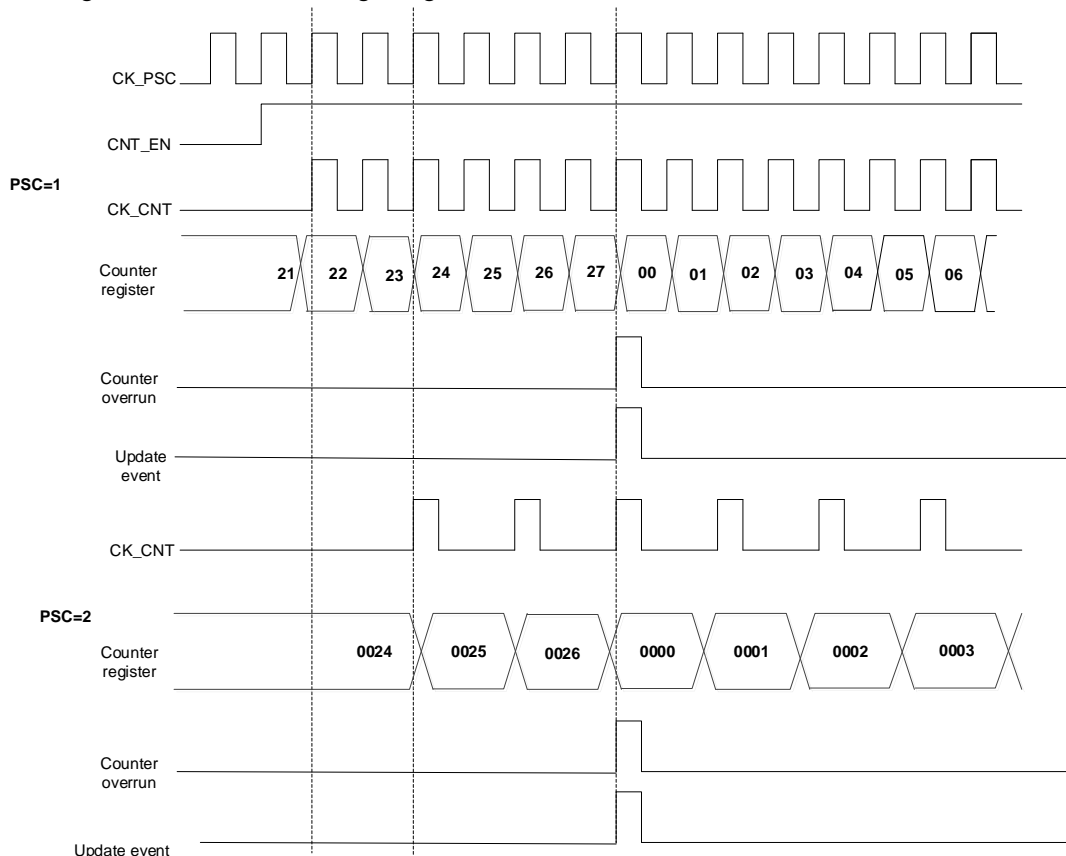 CK_PSC
CNT_EN
PSC=1
CK_CNT
Counter
register
21 22 23 24 25 26 27 00 01 02 03 04 05 06
Counter
overrun
Update
event
CK_CNT
PSC=2
Counter
register
0024 0025 0026 0000 0001 0002 0003
Counter
overrun
Update event